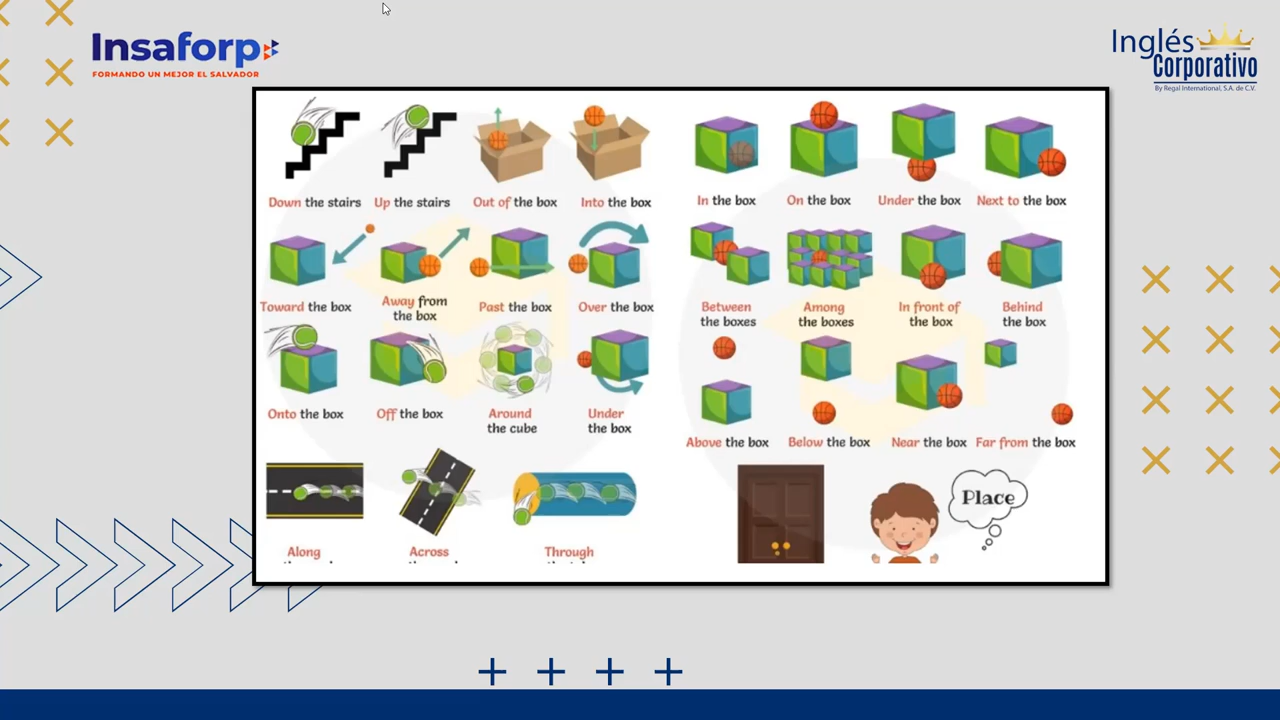 Insaforp
FORMANDO UN MEJOR EL SALVADOR
Inglés
Corporativo
By Regal International, S.A. de C.V.
Down the stairs
Up the stairs
Out of the box
Into the box
Toward the box
Away from
the box
Past the box
Over the box
Onto the box
Off the box
Around
the cube
Under
the box
Along
Across
Through
In the box
On the box
Under the box
Next to the box
Between
the boxes
Among
the boxes
In front of
the box
Behind
the box
Above the box
Below the box
Near the box
Far from the box
Place